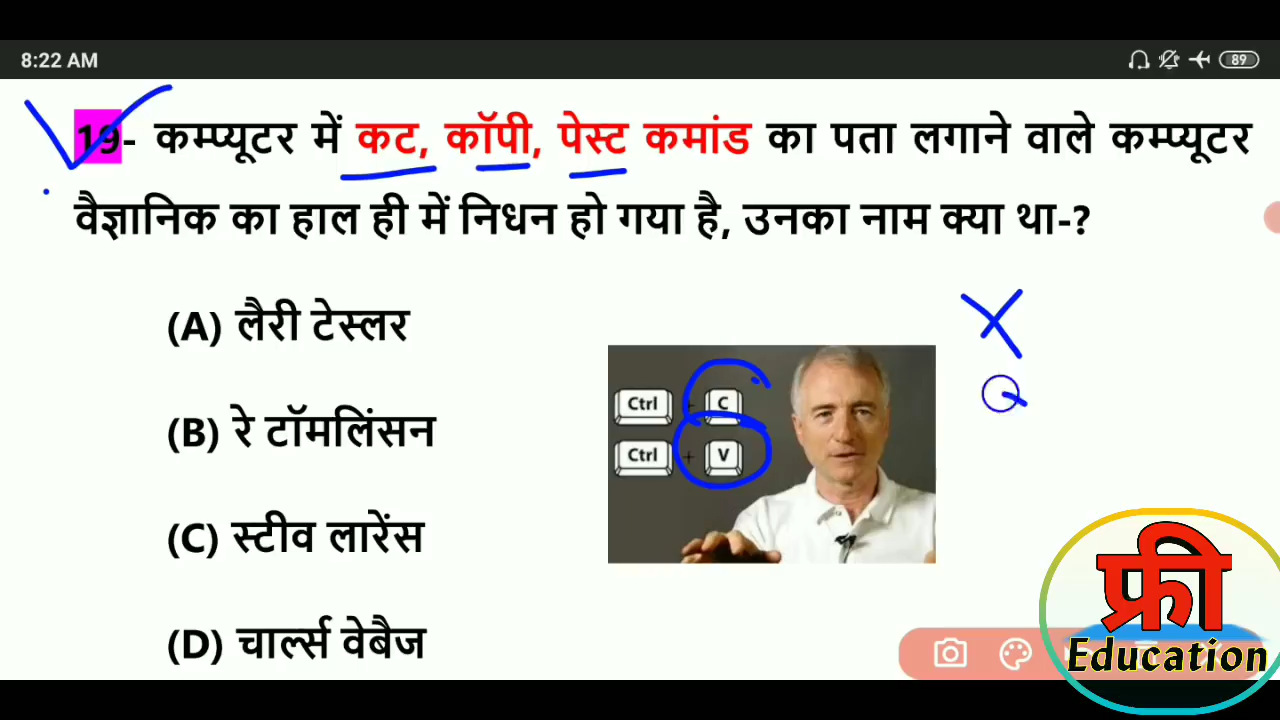 8:22 AM
89
19- कम्प्यूटर में कट, कॉपी, पेस्ट कमांड का पता लगाने वाले कम्प्यूटर
वैज्ञानिक का हाल ही में निधन हो गया है, उनका नाम क्या था-?
(A) लैरी टेस्लर
Ctrl + C
(B) रे टॉमलिंसन
Ctrl + V
(C) स्टीव लारेंस
(D) चार्ल्स वेबैज
फ्री
Education